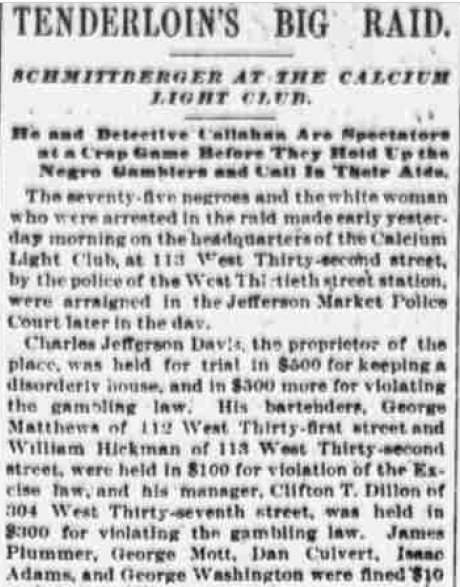 TENDERLOIN'S BIG RAID.
SCHMITTBERGER AT THE CALCIUM
LIGHT CLUB.
He and Detective Callahan Are Spectators
at a Crap Game Before They Hold Up the
Negro Gamblers and Call In Their Aids.
The seventy-five negroes and the white woman
who were arrested in the raid made early yester-
day morning on the headquarters of the Calcium
Light Club, at 113 West Thirty-second street,
by the police of the West Thirtieth street station,
were arraigned in the Jefferson Market Police
Court later in the day.
Charles Jefferson Davis, the proprietor of the
place, was held for trial in $500 for keeping a
disorderly house, and in $300 more for violating
the gambling law. His bartenders, George
Matthews of 112 West Thirty-first street and
William Hickman of 113 West Thirty-second
street, were held in $100 for violation of the Ex-
cise law, and his manager, Clifton T. Dillon of
304 West Thirty-seventh street, was held in
$300 for violating the gambling law. James
Plummer, George Mott, Dan Culvert, Isaac
Adams, and George Washington were fined $10